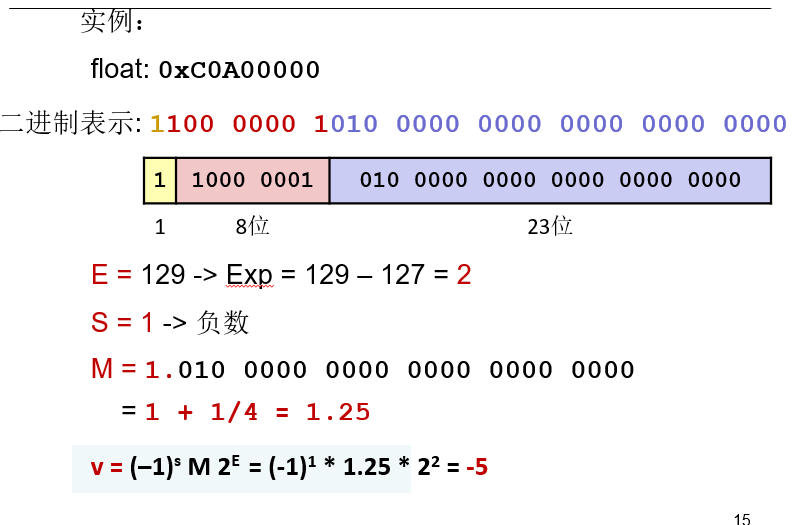 实例：
float: 0xC0A00000
二进制表示: 1100 0000 1010 0000 0000 0000 0000 0000
1 1000 0001 010 0000 0000 0000 0000 0000
1 8位 23位
E = 129 -> Exp = 129 – 127 = 2
S = 1 -> 负数
M = 1.010 0000 0000 0000 0000 0000
= 1 + 1/4 = 1.25
v = (–1)ˢ M 2ᴱ = (-1)¹ * 1.25 * 2² = -5
15